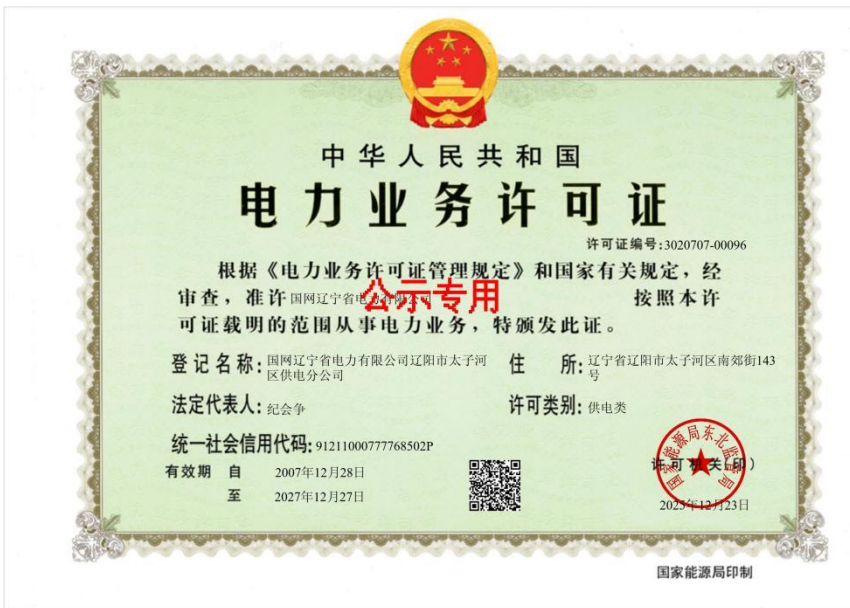 中华人民共和国
电力业务许可证
许可证编号:3020707-00096
根据《电力业务许可证管理规定》和国家有关规定，经
审查，准许 国网辽宁省电力有限公司 按照本许
公示专用
可证载明的范围从事电力业务，特颁发此证。
登记名称: 国网辽宁省电力有限公司辽阳市太子河
区供电分公司
住 所: 辽宁省辽阳市太子河区南郊街143
号
法定代表人: 纪会争
许可类别: 供电类
统一社会信用代码: 91211000777768502P
有效期 自 2007年12月28日
至 2027年12月27日
国家能源局东北监管局
许可机关(印)
2025年12月23日
国家能源局印制